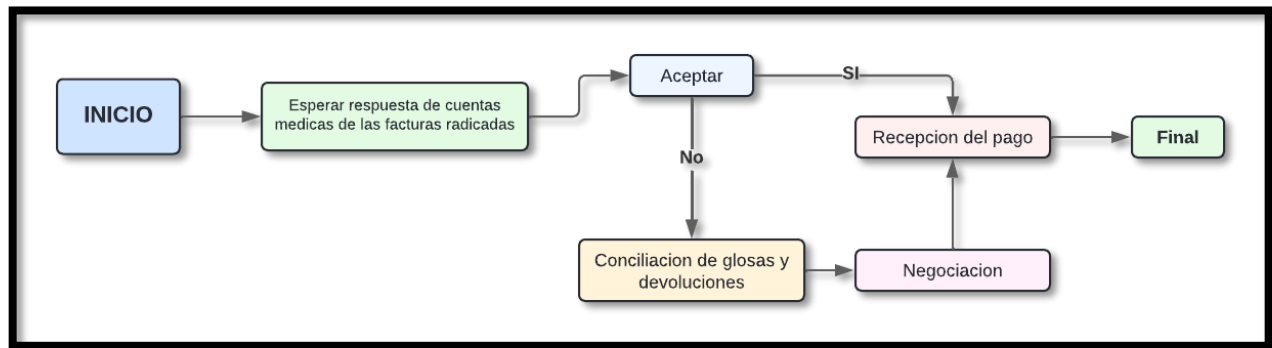 INICIO
Esperar respuesta de cuentas
medicas de las facturas radicadas
Aceptar
SI
No
Recepcion del pago
Final
Conciliacion de glosas y
devoluciones
Negociacion